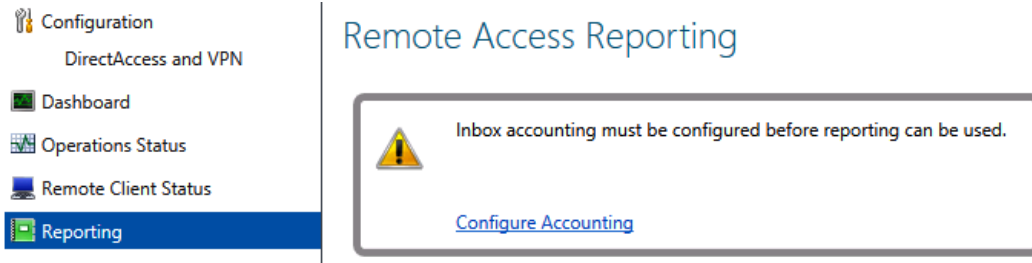 Configuration
DirectAccess and VPN
Dashboard
Operations Status
Remote Client Status
Reporting
Remote Access Reporting
Inbox accounting must be configured before reporting can be used.
Configure Accounting